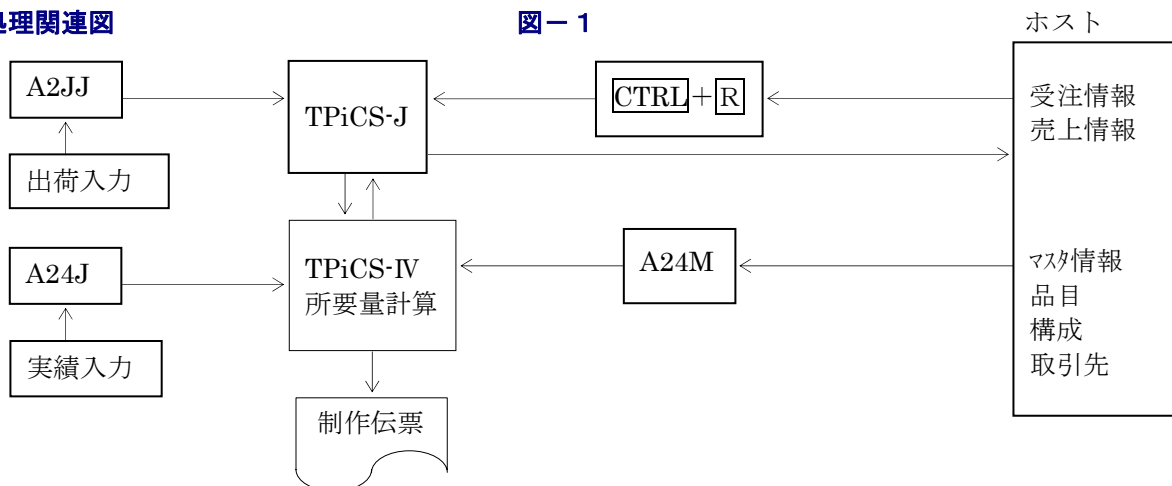 処理関連図
図－１
ホスト
A2JJ
TPiCS-J
CTRL+R
受注情報
売上情報
出荷入力
A24J
TPiCS-Ⅳ
所要量計算
A24M
ﾏｽﾀ情報
品目
構成
取引先
実績入力
制作伝票